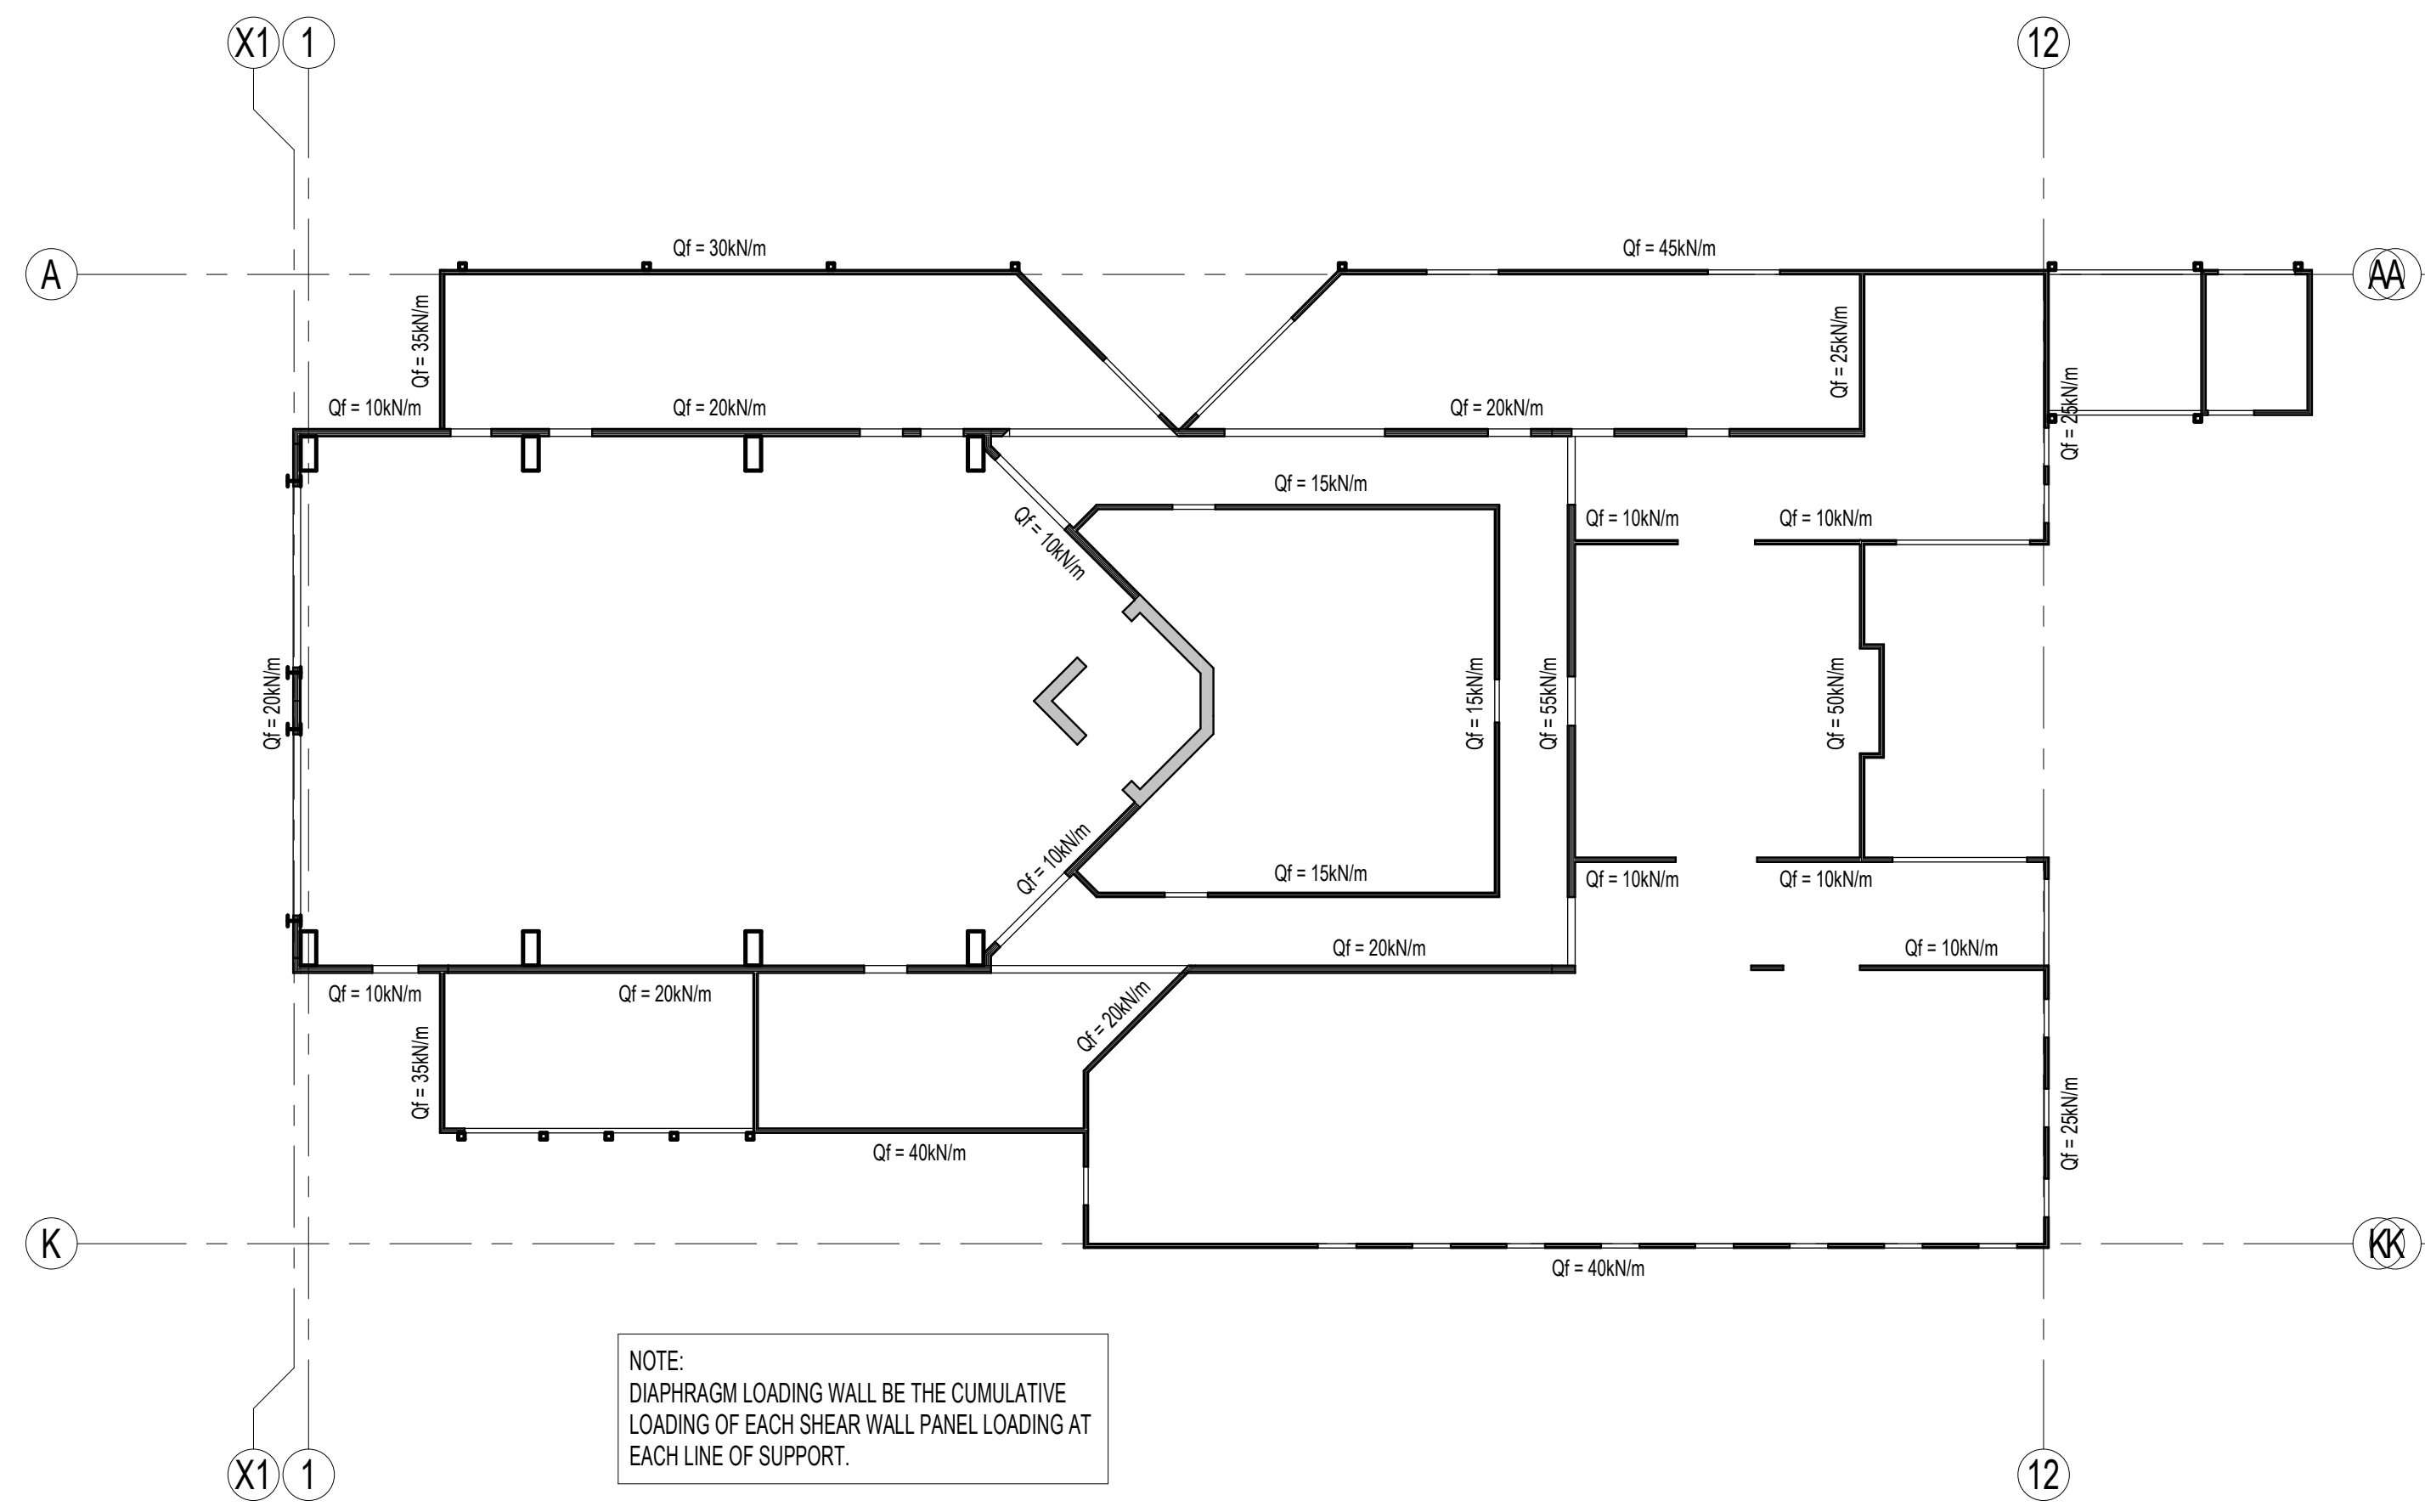 X1
1
12
Qf = 30kN/m
Qf = 45kN/m
A
AA
Qf = 35kN/m
Qf = 25kN/m
Qf = 10kN/m
Qf = 20kN/m
Qf = 20kN/m
Qf = 25kN/m
Qf = 15kN/m
Qf = 10kN/m
Qf = 10kN/m
Qf = 10kN/m
Qf = 20kN/m
Qf = 15kN/m
Qf = 55kN/m
Qf = 50kN/m
Qf = 10kN/m
Qf = 15kN/m
Qf = 10kN/m
Qf = 10kN/m
Qf = 20kN/m
Qf = 10kN/m
Qf = 10kN/m
Qf = 20kN/m
Qf = 20kN/m
Qf = 35kN/m
Qf = 25kN/m
Qf = 40kN/m
K
KK
Qf = 40kN/m
NOTE:
DIAPHRAGM LOADING WALL BE THE CUMULATIVE
LOADING OF EACH SHEAR WALL PANEL LOADING AT
EACH LINE OF SUPPORT.
X1
1
12